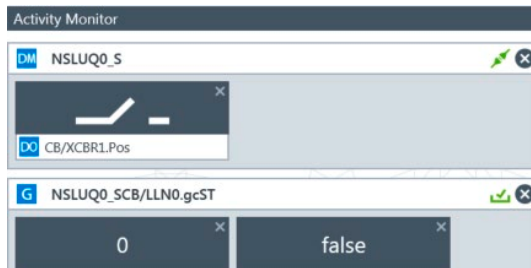 Activity Monitor
DM NSLUQ0_S
DO CB/XCBR1.Pos
G NSLUQ0_SCB/LLN0.gcST
0 false